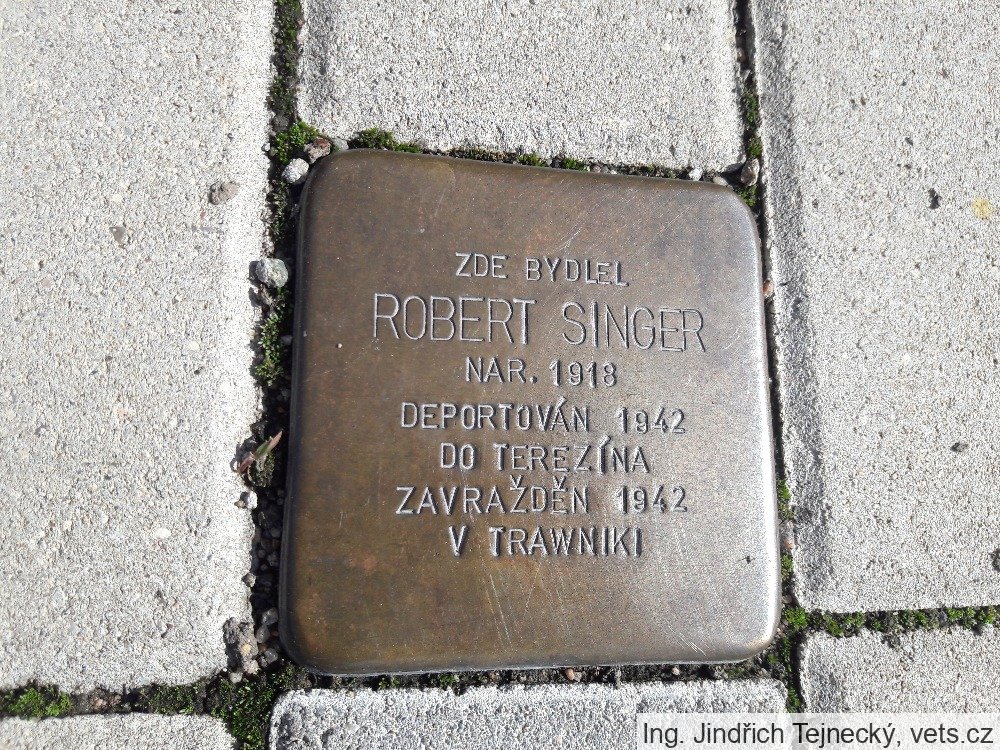 ZDE BYDLEL
ROBERT SINGER
NAR. 1918
DEPORTOVÁN 1942
DO TEREZÍNA
ZAVRAŽDĚN 1942
V TRAWNIKI
Ing. Jindřich Tejnecký, vets.cz